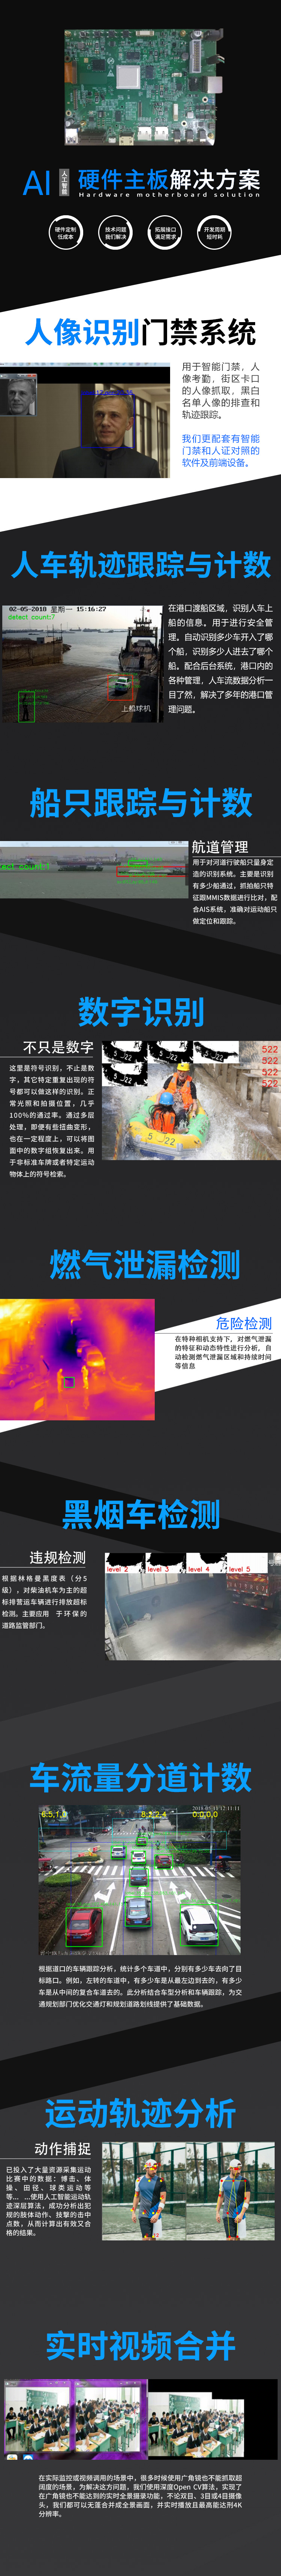 AI 人工智能 硬件主板解决方案
Hardware motherboard solution
硬件定制
低成本
技术问题
我们解决
拓展接口
满足需求
开发周期
短时耗
人像识别门禁系统
用于智能门禁，人
像考勤，街区卡口
的人像抓取，黑白
名单人像的排查和
轨迹跟踪。
我们更配套有智能
门禁和人证对照的
软件及前端设备。
人车轨迹跟踪与计数
02-05-2018 星期一 15:16:27
detect count:7
上船球机
在港口渡船区域，识别人车上
船的信息。用于进行安全管
理。自动识别多少车开入了哪
个船，识别多少人进去了哪个
船。配合后台系统，港口内的
各种管理，人车流数据分析一
目了然，解决了多年的港口管
理问题。
船只跟踪与计数
ect count:1
航道管理
用于对河道行驶船只量身定
造的识别系统。主要是识别
有多少船通过，抓拍船只特
征跟MMIS数据进行比对，配
合AIS系统，准确对运动船只
做定位和跟踪。
数字识别
不只是数字
这里是符号识别，不止是数
字，其它特定重复出现的符
号都可以做这样的识别。正
常光照和拍摄位置，几乎
100%的通过率。通过多层
处理，即便有些扭曲变形，
也在一定程度上，可以将图
面中的数字组恢复出来。用
于非标准车牌或者特定运动
物体上的符号检索。
522
522
522
522
5 22
燃气泄漏检测
危险检测
在特种相机支持下，对燃气泄漏
的特征和动态特性进行分析，自
动检测燃气泄漏区域和持续时间
等信息
黑烟车检测
违规检测
根据林格曼黑度表（分5
级），对柴油机车为主的超
标排营运车辆进行排放超标
检测。主要应用 于环保的
道路监管部门。
level 2
level 3
level 4
level 5
车流量分道计数
6,5,1,0
8,2,2,4
0,0,0,0
根据道口的车辆跟踪分析，统计多个车道中，分别有多少车去向了目
标路口。例如，左转的车道中，有多少车是从最左边到去的，有多少
车是从中间的复合车道去的。此分析结合车型分析和车辆跟踪，为交
通规划部门优化交通灯和规划道路划线提供了基础数据。
运动轨迹分析
动作捕捉
已投入了大量资源采集运动
比赛中的数据：博击、体
操、田径、球类运动等
等... ...使用人工智能运动轨
迹深层算法，成功分析出犯
规的肢体动作、技擊的击中
点数，从而计算出有效又合
格的结果。
实时视频合并
在实际监控或视频调用的场景中，很多时候使用广角镜也不能抓取超
阔度的场景，为解决这方问题，我们使用深度Open CV算法，实现了
在广角镜也不能达到的实时全景摄录功能，不论双目、3目或4目摄像
头，我们都可以无莲合并成全景画面，并实时播放且最高能达剂4K
分辨率。